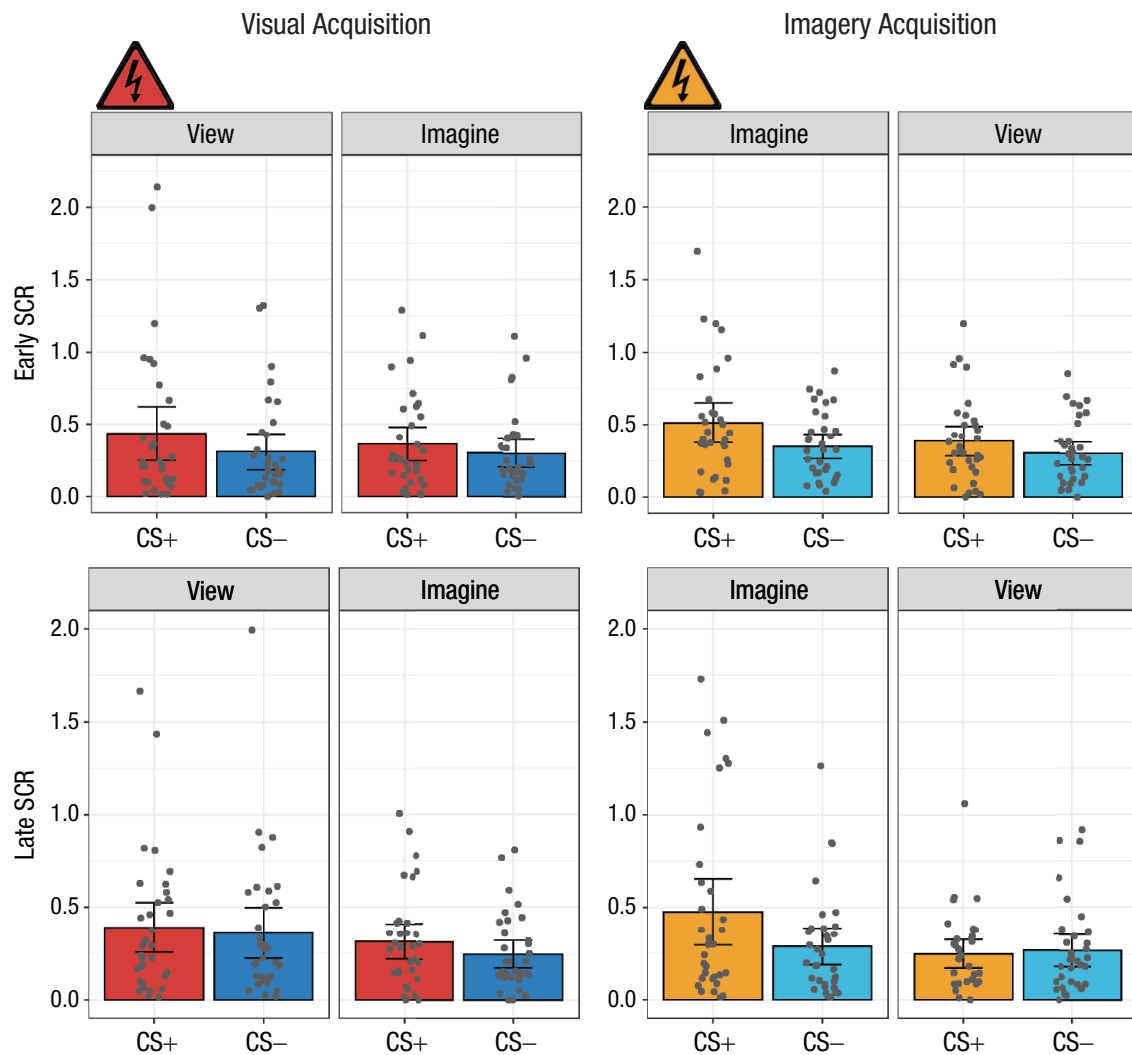 Visual Acquisition
Imagery Acquisition
View
Imagine
Imagine
View
Early SCR
2.0
1.5
1.0
0.5
0.0
2.0
1.5
1.0
0.5
0.0
CS+
CS−
CS+
CS−
CS+
CS−
CS+
CS−
View
Imagine
Imagine
View
Late SCR
2.0
1.5
1.0
0.5
0.0
2.0
1.5
1.0
0.5
0.0
CS+
CS−
CS+
CS−
CS+
CS−
CS+
CS−